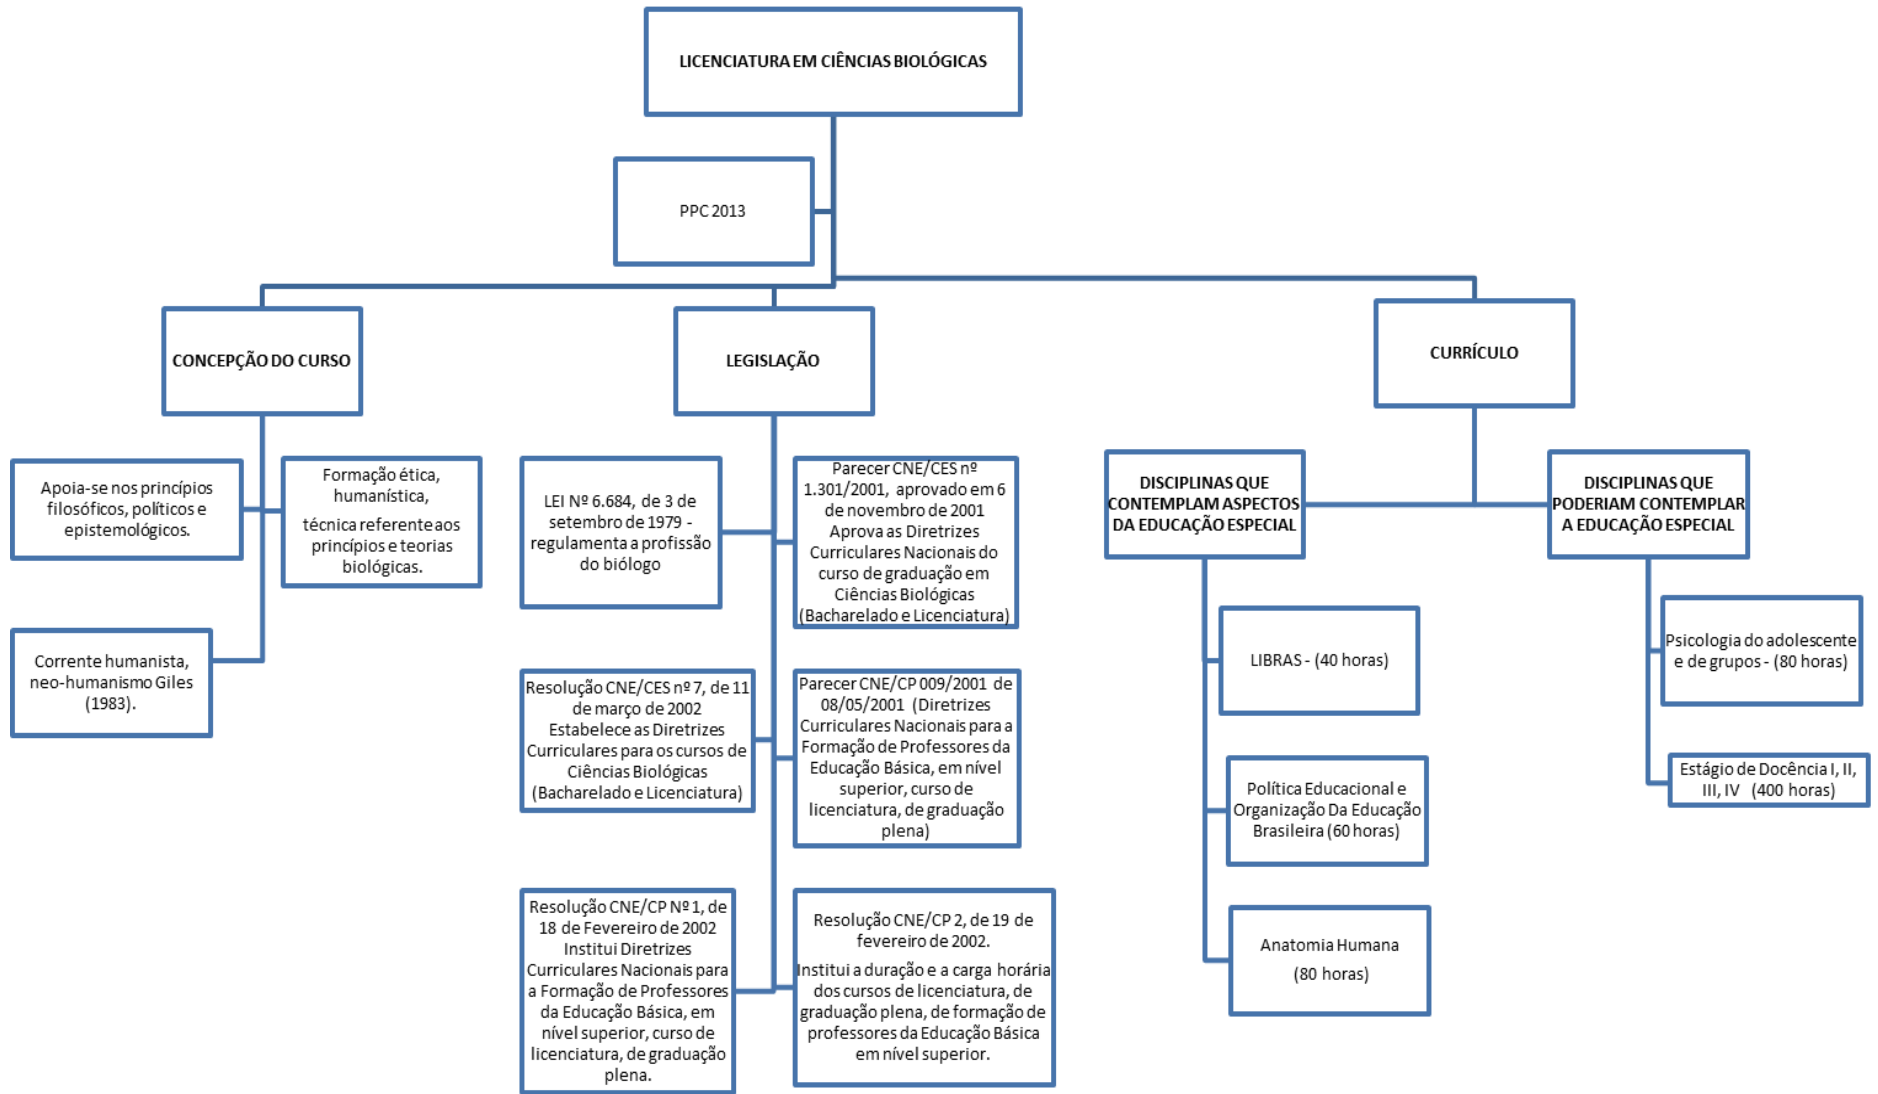 LICENCIATURA EM CIÊNCIAS BIOLÓGICAS
PPC 2013
CONCEPÇÃO DO CURSO
Apoia-se nos princípios
filosóficos, políticos e
epistemológicos.
Formação ética,
humanística,
técnica referente aos
princípios e teorias
biológicas.
Corrente humanista,
neo-humanismo Giles
(1983).
LEGISLAÇÃO
LEI Nº 6.684, de 3 de
setembro de 1979 -
regulamenta a profissão
do biólogo
Parecer CNE/CES nº
1.301/2001, aprovado em 6
de novembro de 2001
Aprova as Diretrizes
Curriculares Nacionais do
curso de graduação em
Ciências Biológicas
(Bacharelado e Licenciatura)
Resolução CNE/CES nº 7, de 11
de março de 2002
Estabelece as Diretrizes
Curriculares para os cursos de
Ciências Biológicas
(Bacharelado e Licenciatura)
Parecer CNE/CP 009/2001 de
08/05/2001 (Diretrizes
Curriculares Nacionais para a
Formação de Professores da
Educação Básica, em nível
superior, curso de
licenciatura, de graduação
plena)
Resolução CNE/CP Nº 1, de
18 de Fevereiro de 2002
Institui Diretrizes
Curriculares Nacionais para
a Formação de Professores
da Educação Básica, em
nível superior, curso de
licenciatura, de graduação
plena.
Resolução CNE/CP 2, de 19 de
fevereiro de 2002.
Institui a duração e a carga horária
dos cursos de licenciatura, de
graduação plena, de formação de
professores da Educação Básica
em nível superior.
CURRÍCULO
DISCIPLINAS QUE
CONTEMPLAM ASPECTOS
DA EDUCAÇÃO ESPECIAL
LIBRAS - (40 horas)
Política Educacional e
Organização Da Educação
Brasileira (60 horas)
Anatomia Humana
(80 horas)
DISCIPLINAS QUE
PODERIAM CONTEMPLAR
A EDUCAÇÃO ESPECIAL
Psicologia do adolescente
e de grupos - (80 horas)
Estágio de Docência I, II,
III, IV (400 horas)